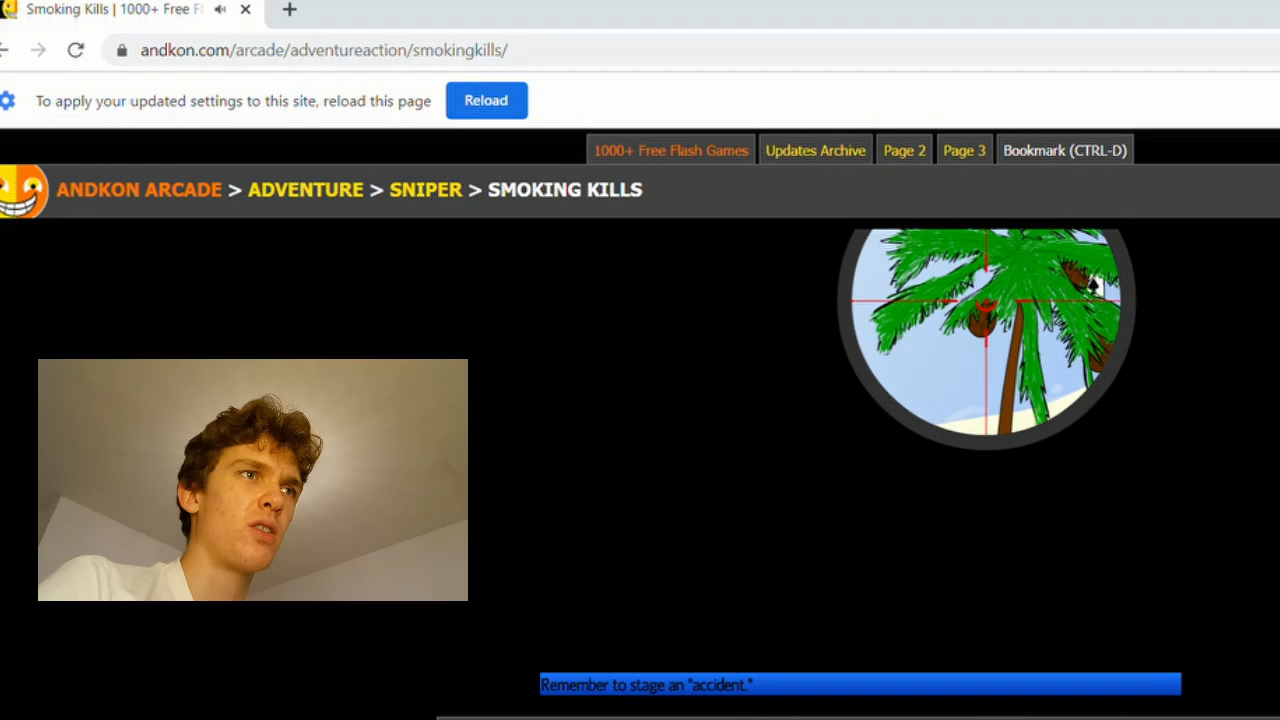 Smoking Kills | 1000+ Free Fl
andkon.com/arcade/adventureaction/smokingkills/
To apply your updated settings to this site, reload this page Reload
1000+ Free Flash Games Updates Archive Page 2 Page 3 Bookmark (CTRL-D)
ANDKON ARCADE > ADVENTURE > SNIPER > SMOKING KILLS
Remember to stage an "accident."